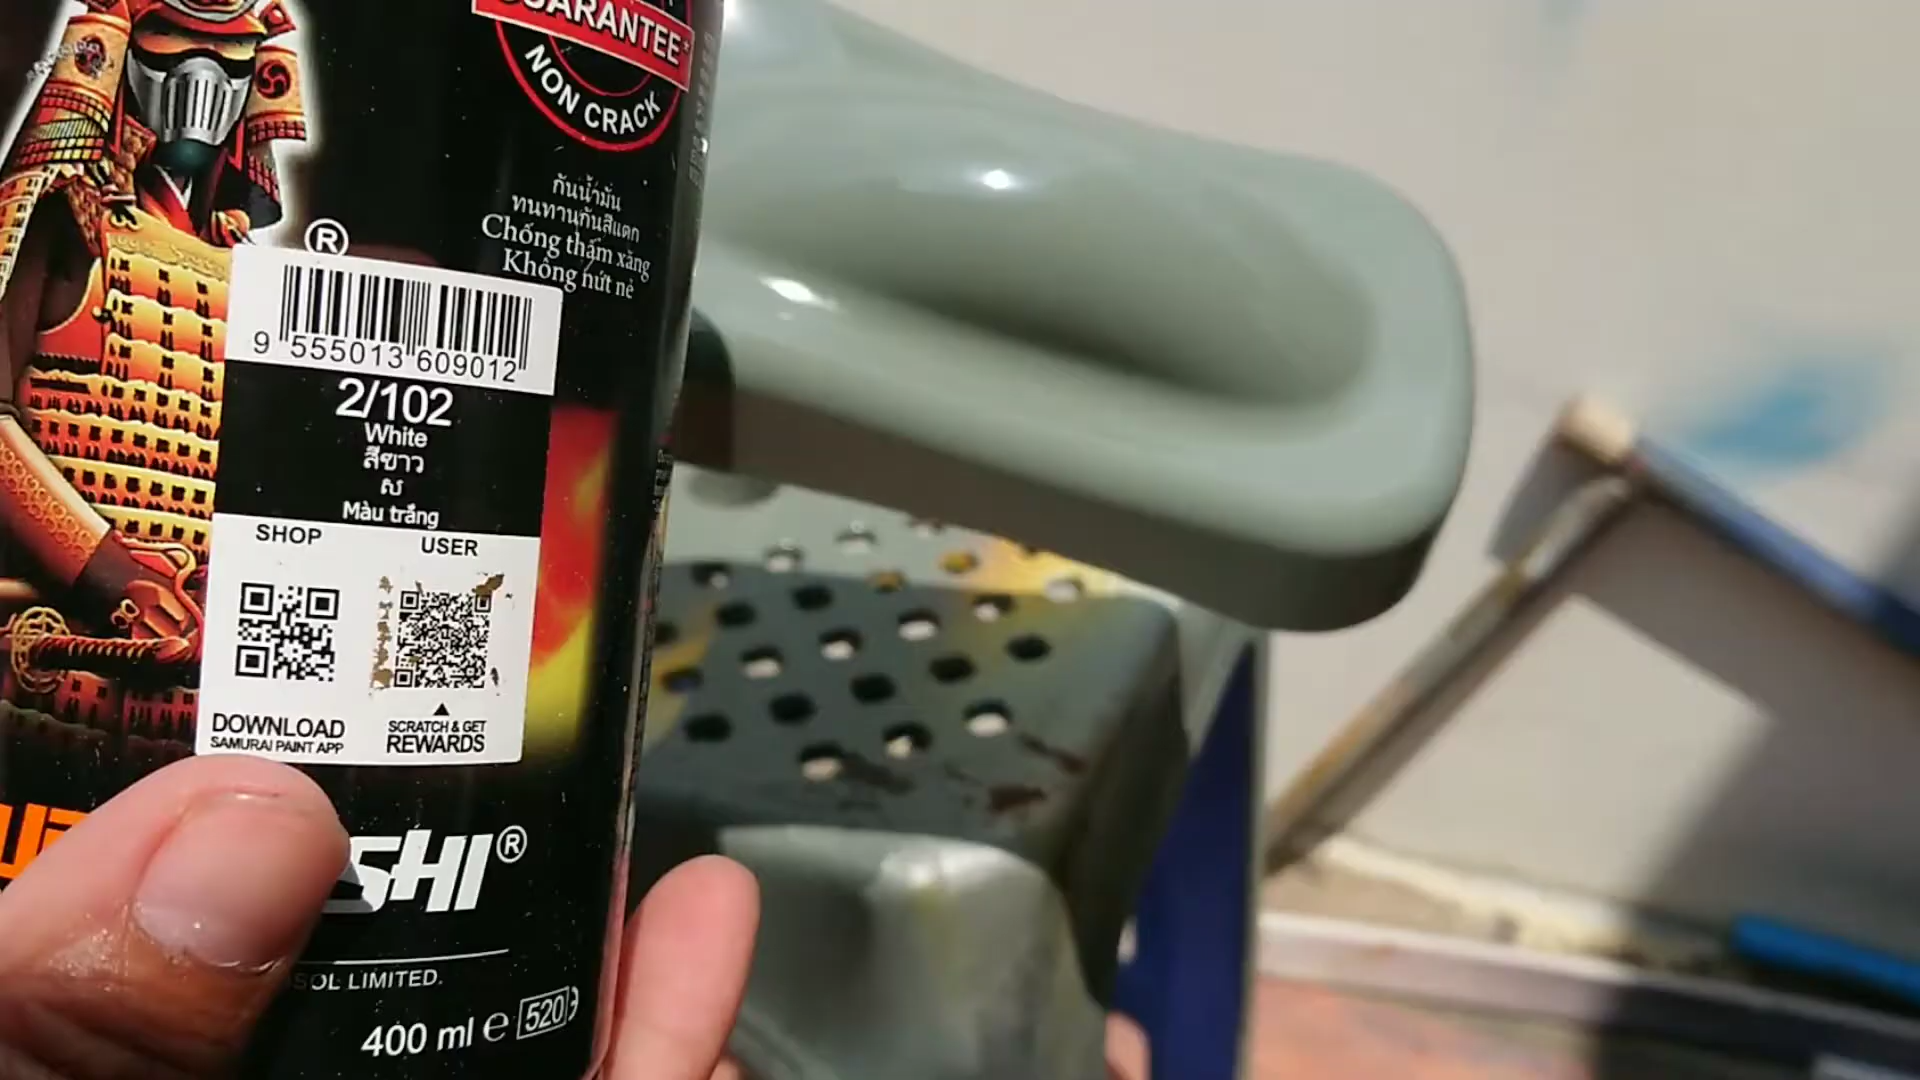 GUARANTEE*
NON CRACK
กันน้ำมัน
ทนทานกันสีแตก
Chống thấm xăng
Không nứt nẻ
®
9 555013 609012
2/102
White
สีขาว
ស
Màu trắng
SHOP
USER
DOWNLOAD
SAMURAI PAINT APP
SCRATCH & GET
REWARDS
SHI®
SOL LIMITED.
400 ml e 520